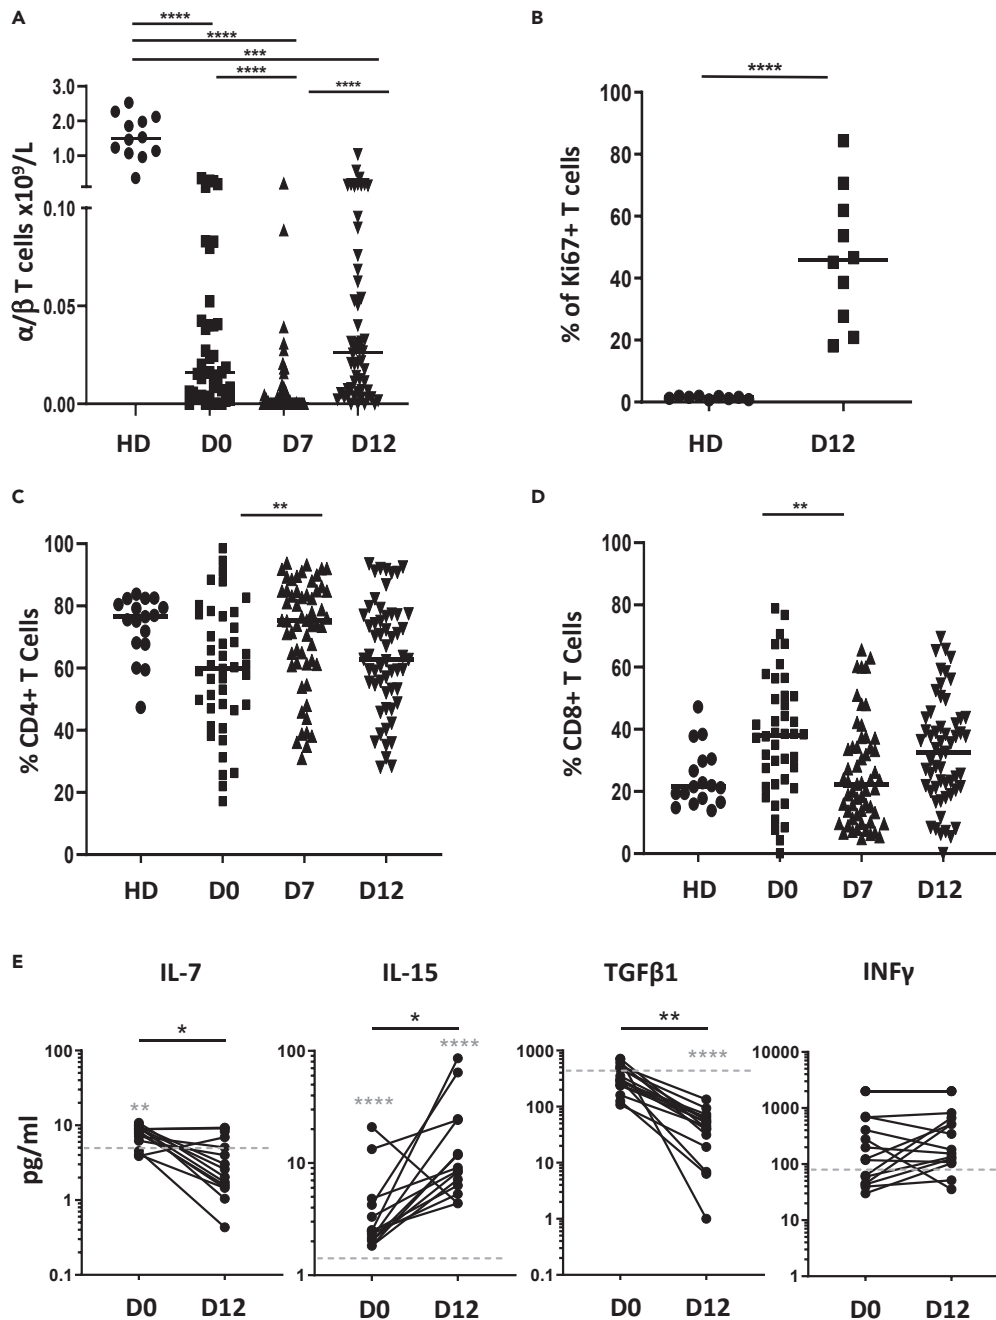 A
****
****
***
****
****
α/β T cells x10⁹/L
3.0
2.0
1.0
0.10
0.05
0.00
HD D0 D7 D12
B
****
% of Ki67+ T cells
100
80
60
40
20
0
HD D12
C
**
% CD4+ T Cells
100
80
60
40
20
0
HD D0 D7 D12
D
**
% CD8+ T Cells
100
80
60
40
20
0
HD D0 D7 D12
E
pg/ml
IL-7
*
**
100
10
1
0.1
D0 D12
IL-15
*
****
****
100
10
1
D0 D12
TGFβ1
**
****
1000
100
10
1
0.1
D0 D12
INFγ
10000
1000
100
10
1
D0 D12